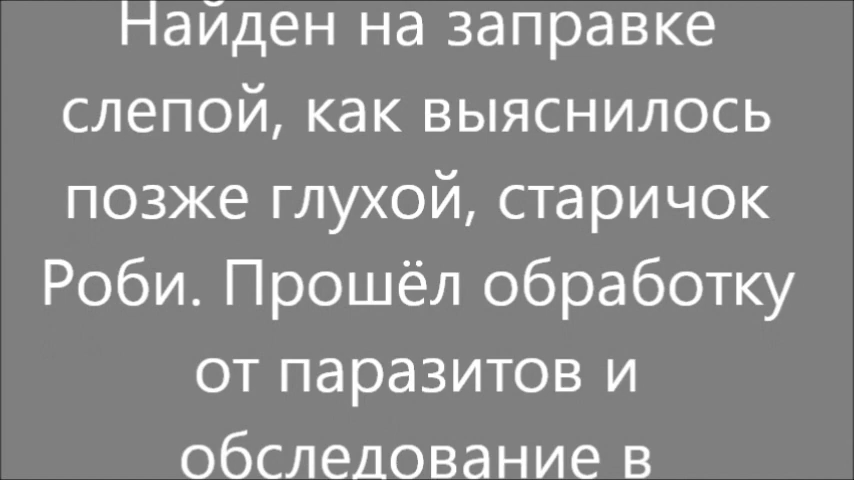 Найден на заправке
слепой, как выяснилось
позже глухой, старичок
Роби. Прошёл обработку
от паразитов и
обследование в